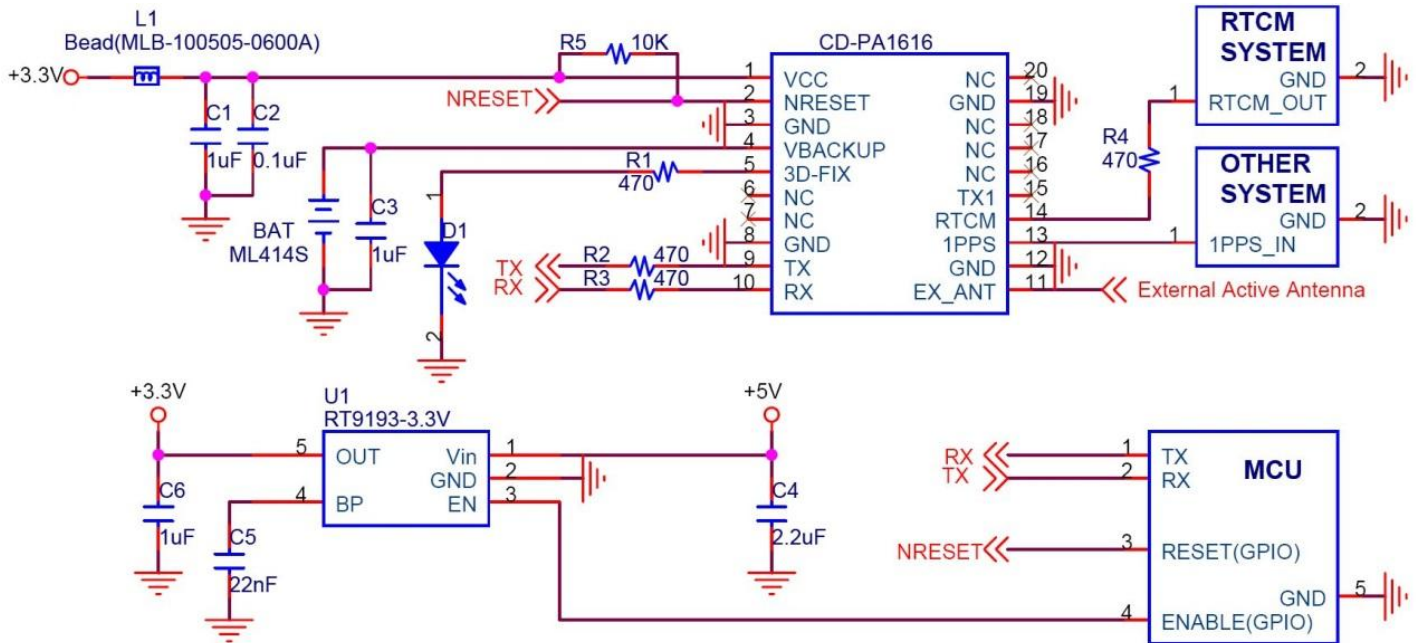 L1
Bead(MLB-100505-0600A)
+3.3V
C1
1uF
C2
0.1uF
R5
10K
NRESET
BAT
ML414S
C3
1uF
D1
1
2
R1
470
TX
RX
R2
470
R3
470
CD-PA1616
1
VCC
2
NRESET
3
GND
4
VBACKUP
5
3D-FIX
6
NC
7
NC
8
GND
9
TX
10
RX
NC
20
GND
19
NC
18
NC
17
NC
16
TX1
15
RTCM
14
1PPS
13
GND
12
EX_ANT
11
External Active Antenna
R4
470
RTCM
SYSTEM
GND
2
1
RTCM_OUT
OTHER
SYSTEM
GND
2
1
1PPS_IN
+3.3V
C6
1uF
C5
22nF
U1
RT9193-3.3V
5
OUT
4
BP
Vin
1
GND
2
EN
3
+5V
C4
2.2uF
RX
TX
NRESET
MCU
1
TX
2
RX
3
RESET(GPIO)
GND
5
4
ENABLE(GPIO)